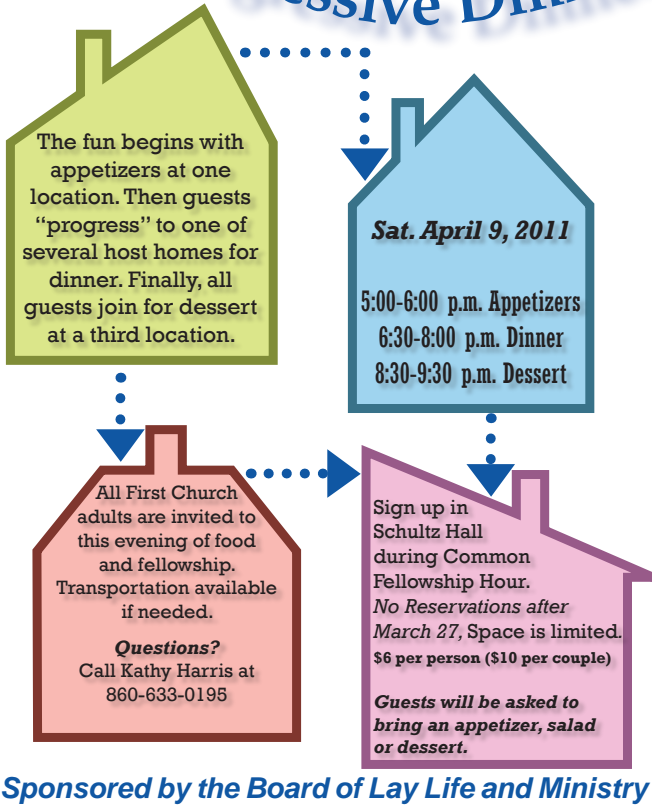 The fun begins with
appetizers at one
location. Then guests
“progress” to one of
several host homes for
dinner. Finally, all
guests join for dessert
at a third location.
Sat. April 9, 2011
5:00-6:00 p.m. Appetizers
6:30-8:00 p.m. Dinner
8:30-9:30 p.m. Dessert
All First Church
adults are invited to
this evening of food
and fellowship.
Transportation available
if needed.
Questions?
Call Kathy Harris at
860-633-0195
Sign up in
Schultz Hall
during Common
Fellowship Hour.
No Reservations after
March 27, Space is limited.
$6 per person ($10 per couple)
Guests will be asked to
bring an appetizer, salad
or dessert.
Sponsored by the Board of Lay Life and Ministry